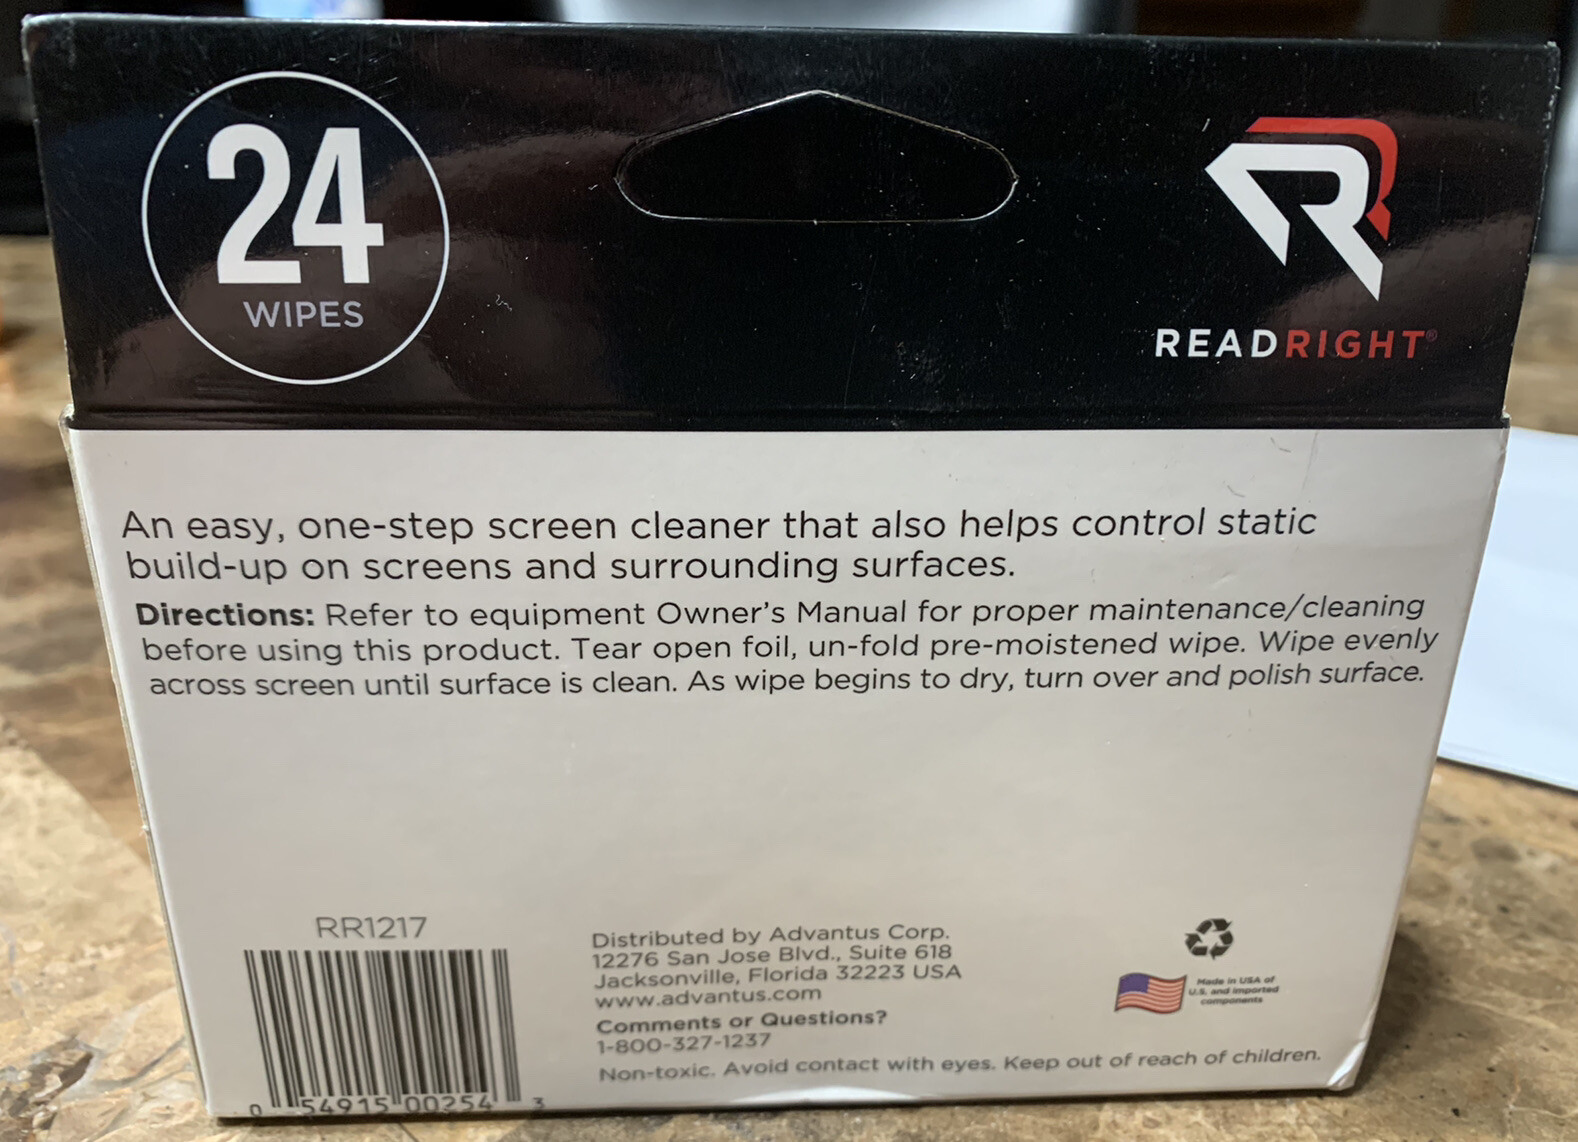 24
WIPES
READRIGHT®
An easy, one-step screen cleaner that also helps control static
build-up on screens and surrounding surfaces.
Directions: Refer to equipment Owner's Manual for proper maintenance/cleaning
before using this product. Tear open foil, un-fold pre-moistened wipe. Wipe evenly
across screen until surface is clean. As wipe begins to dry, turn over and polish surface.
RR1217
0 54915 00254 3
Distributed by Advantus Corp.
12276 San Jose Blvd., Suite 618
Jacksonville, Florida 32223 USA
www.advantus.com
Comments or Questions?
1-800-327-1237
Non-toxic. Avoid contact with eyes. Keep out of reach of children.
Made in USA of
U.S. and imported
components